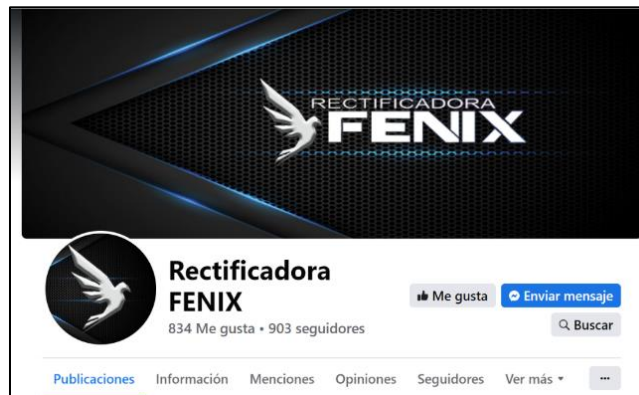 RECTIFICADORA
FENIX
Rectificadora
FENIX
834 Me gusta • 903 seguidores
Me gusta
Enviar mensaje
Buscar
Publicaciones Información Menciones Opiniones Seguidores Ver más